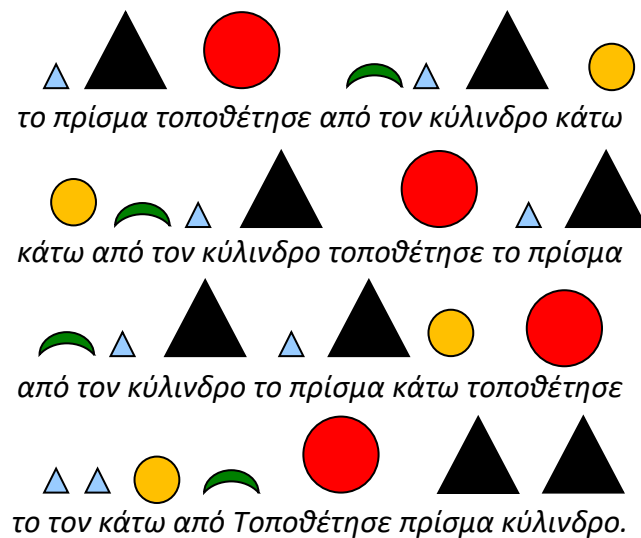 το πρίσμα τοποθέτησε από τον κύλινδρο κάτω
κάτω από τον κύλινδρο τοποθέτησε το πρίσμα
από τον κύλινδρο το πρίσμα κάτω τοποθέτησε
το τον κάτω από Τοποθέτησε πρίσμα κύλινδρο.